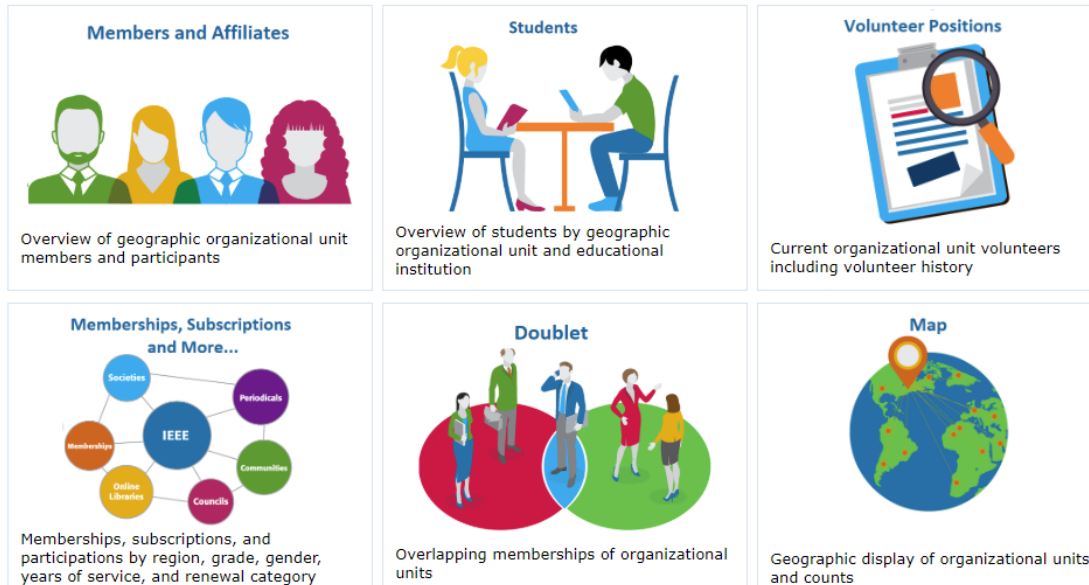 Members and Affiliates
Overview of geographic organizational unit
members and participants
Students
Overview of students by geographic
organizational unit and educational
institution
Volunteer Positions
Current organizational unit volunteers
including volunteer history
Memberships, Subscriptions
and More...
Societies
Periodicals
IEEE
Memberships
Communities
Online
Libraries
Councils
Memberships, subscriptions, and
participations by region, grade, gender,
years of service, and renewal category
Doublet
Overlapping memberships of organizational
units
Map
Geographic display of organizational units
and counts